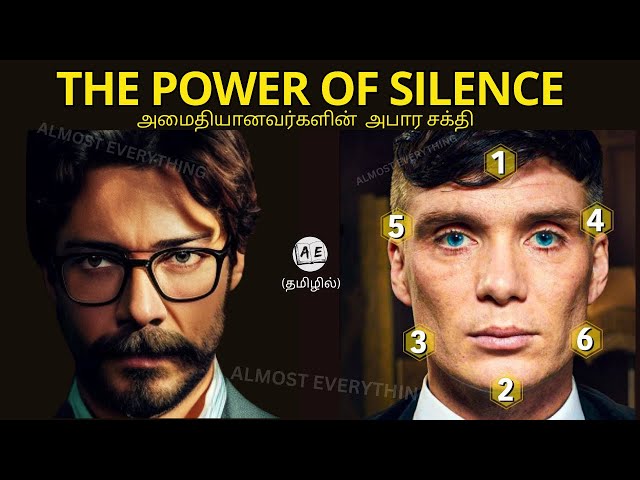 THE POWER OF SILENCE
அமைதியானவர்களின் அபார சக்தி
ALMOST EVERYTHING
ALMOST EVERYTHING
1
5
4
A E
(தமிழில்)
3
6
ALMOST EVERYTHING
2